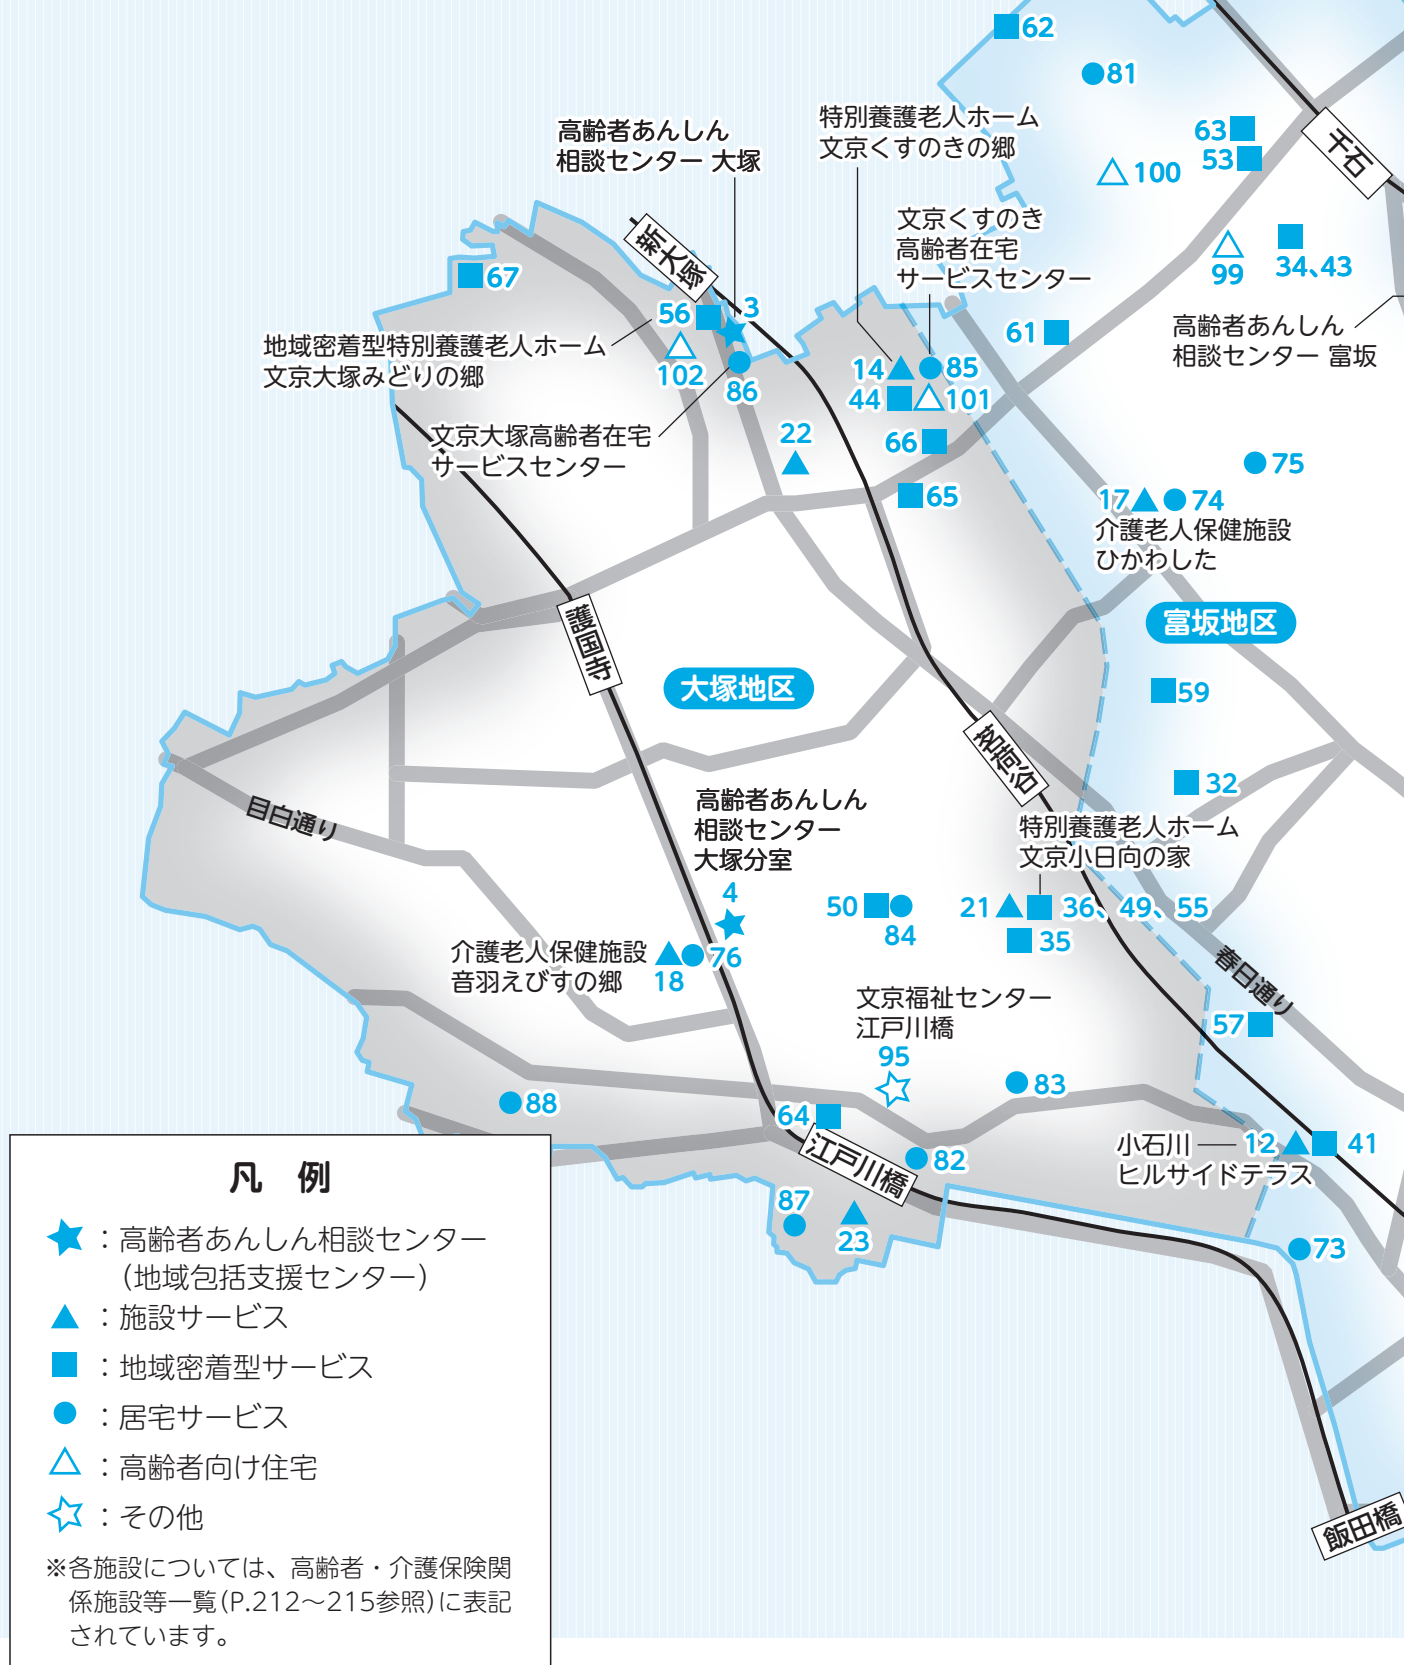 62
81
高齢者あんしん
相談センター 大塚
特別養護老人ホーム
文京くすのきの郷
63
53
千石
100
文京くすのき
高齢者在宅
サービスセンター
新大塚
67
99
34、43
56
3
地域密着型特別養護老人ホーム
文京大塚みどりの郷
102
86
61
高齢者あんしん
相談センター 富坂
14
85
44
101
文京大塚高齢者在宅
サービスセンター
22
66
65
75
17
74
介護老人保健施設
ひかわした
護国寺
富坂地区
大塚地区
59
茗荷谷
32
目白通り
高齢者あんしん
相談センター
大塚分室
4
特別養護老人ホーム
文京小日向の家
50
84
21
36、49、55
35
介護老人保健施設
音羽えびすの郷
18
76
春日通り
文京福祉センター
江戸川橋
95
57
83
88
64
江戸川橋
82
小石川
ヒルサイドテラス
12
41
87
23
73
飯田橋
凡 例
：高齢者あんしん相談センター
（地域包括支援センター）
：施設サービス
：地域密着型サービス
：居宅サービス
：高齢者向け住宅
：その他
※各施設については、高齢者・介護保険関
係施設等一覧（P.212～215参照）に表記
されています。